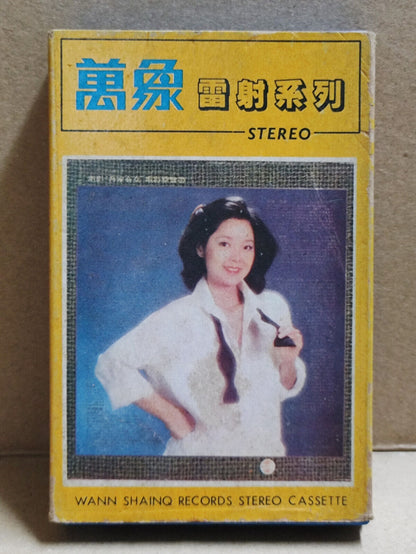 萬象 雷射系列
STEREO
WANN SHAINQ RECORDS STEREO CASSETTE